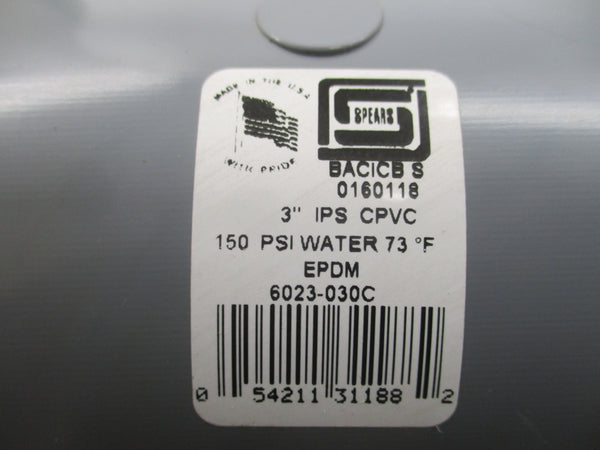 MADE IN THE U.S.A.
WITH PRIDE
SPEARS
BACICB S
0160118
3" IPS CPVC
150 PSI WATER 73 °F
EPDM
6023-030C
0 54211 31188 2